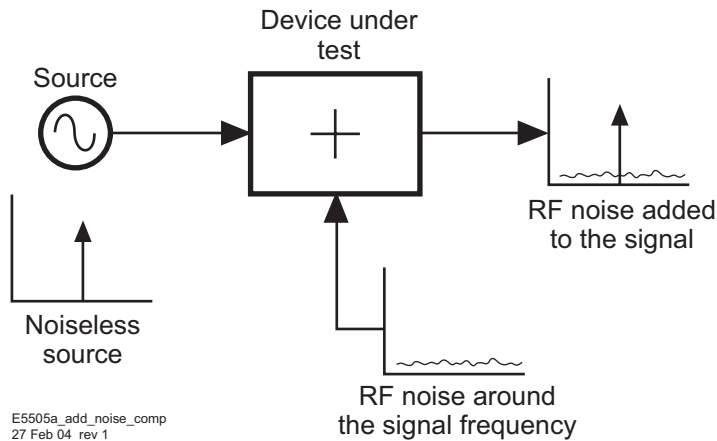 Device under
test
Source
RF noise added
to the signal
Noiseless
source
RF noise around
the signal frequency
E5505a_add_noise_comp
27 Feb 04 rev 1